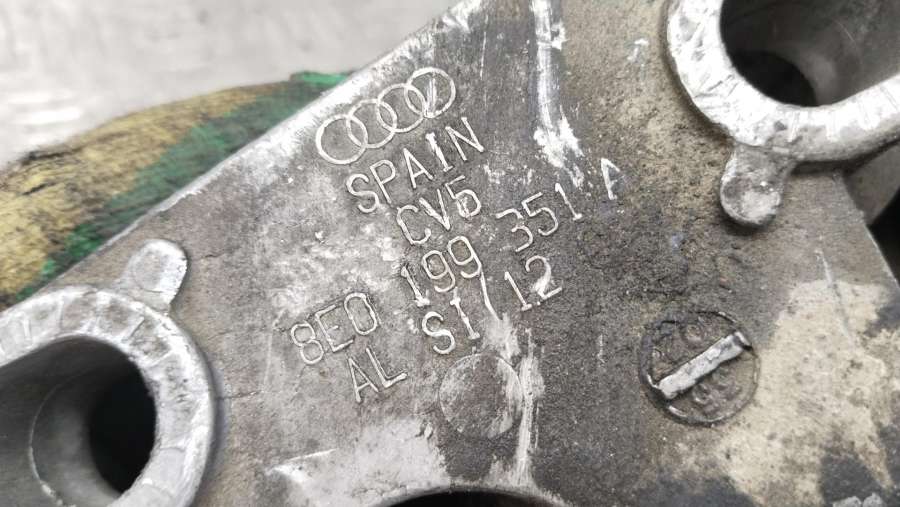 SPAIN
CV5
8E0 199 351 A
AL SI 12